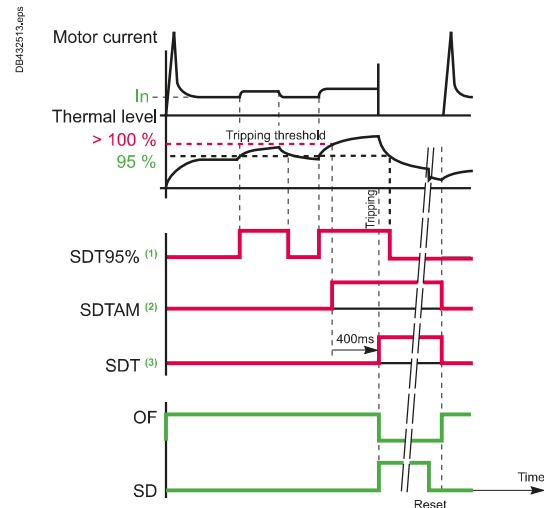 DB432513.eps
Motor current
In
Thermal level
> 100 %
Tripping threshold
95 %
Tripping
SDT95% (1)
SDTAM (2)
400ms
SDT (3)
OF
SD
Time
Reset